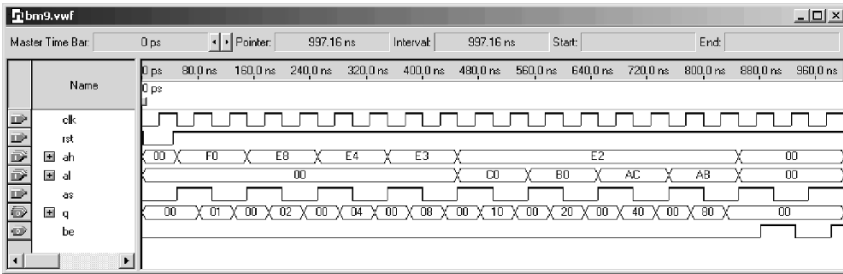 bm9.vwf
Master Time Bar: 0 ps Pointer: 997.16 ns Interval: 997.16 ns Start: End:
Name
0 ps 80.0 ns 160.0 ns 240.0 ns 320.0 ns 400.0 ns 480.0 ns 560.0 ns 640.0 ns 720.0 ns 800.0 ns 880.0 ns 960.0 ns
0 ps
clk
rst
ah 00 F0 E8 E4 E3 E2 00
al 00 C0 B0 AC AB 00
as
q 00 01 00 02 00 04 00 08 00 10 00 20 00 40 00 80 00
be